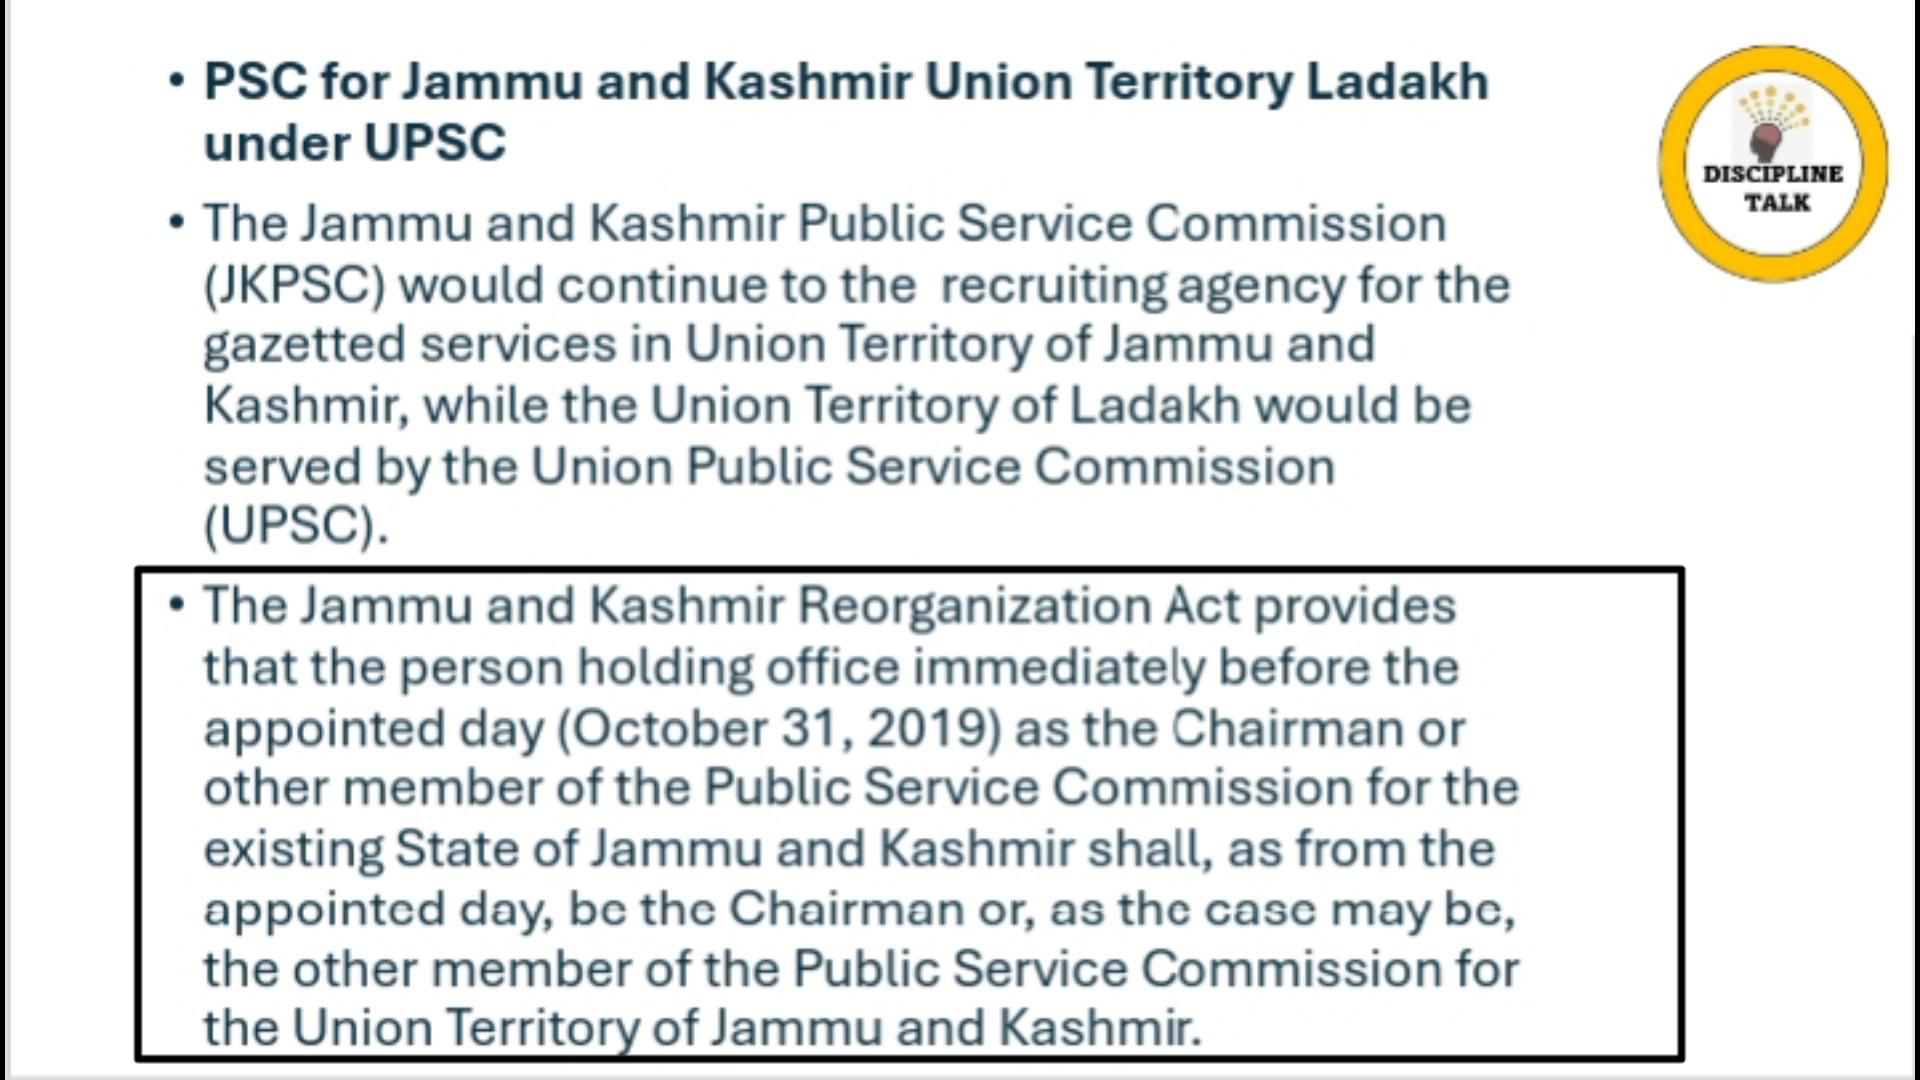 • PSC for Jammu and Kashmir Union Territory Ladakh
under UPSC
• The Jammu and Kashmir Public Service Commission
(JKPSC) would continue to the  recruiting agency for the
gazetted services in Union Territory of Jammu and
Kashmir, while the Union Territory of Ladakh would be
served by the Union Public Service Commission
(UPSC).
• The Jammu and Kashmir Reorganization Act provides
that the person holding office immediately before the
appointed day (October 31, 2019) as the Chairman or
other member of the Public Service Commission for the
existing State of Jammu and Kashmir shall, as from the
appointed day, be the Chairman or, as the case may be,
the other member of the Public Service Commission for
the Union Territory of Jammu and Kashmir.
DISCIPLINE
TALK